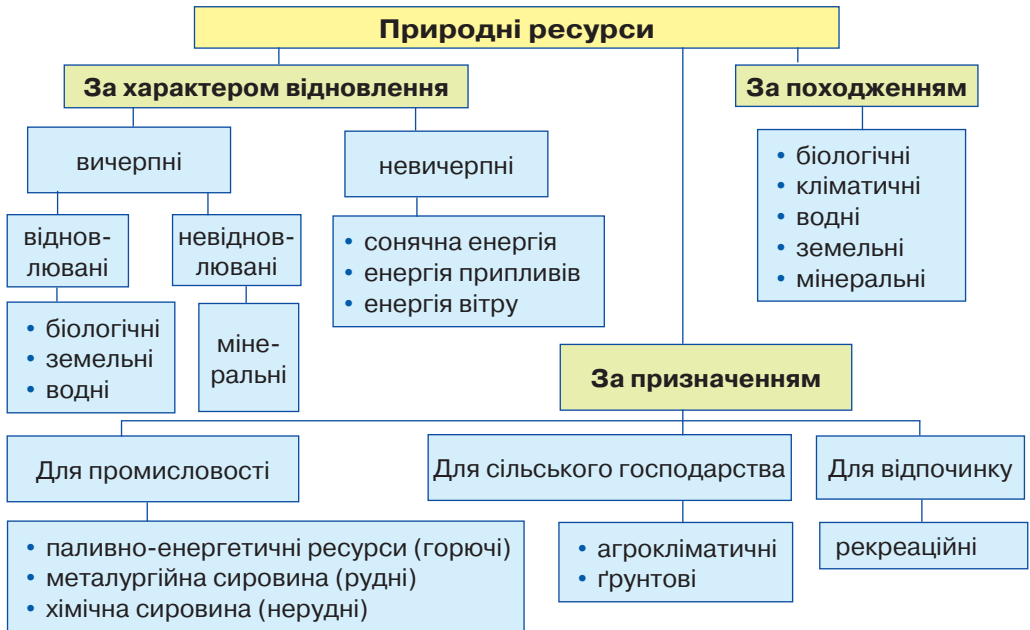 Природні ресурси
За характером відновлення
За походженням
вичерпні
невичерпні
• біологічні
• кліматичні
• водні
• земельні
• мінеральні
віднов-
лювані
невіднов-
лювані
• сонячна енергія
• енергія припливів
• енергія вітру
• біологічні
• земельні
• водні
міне-
ральні
За призначенням
Для промисловості
Для сільського господарства
Для відпочинку
• паливно-енергетичні ресурси (горючі)
• металургійна сировина (рудні)
• хімічна сировина (нерудні)
• агрокліматичні
• ґрунтові
рекреаційні